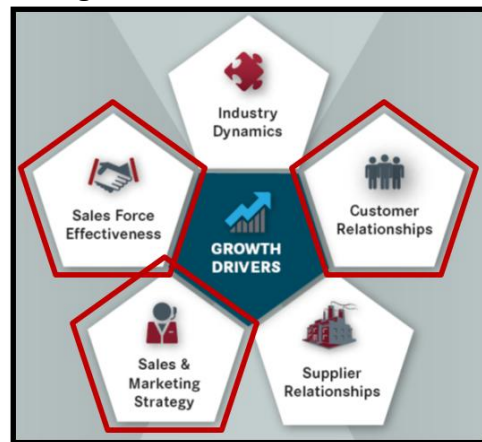 Industry
Dynamics
Sales Force
Effectiveness
Customer
Relationships
GROWTH
DRIVERS
Sales &
Marketing
Strategy
Supplier
Relationships